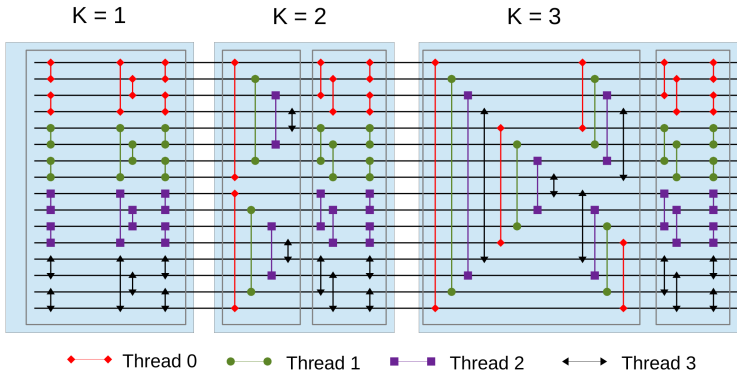 K = 1 K = 2 K = 3
Thread 0 Thread 1 Thread 2 Thread 3